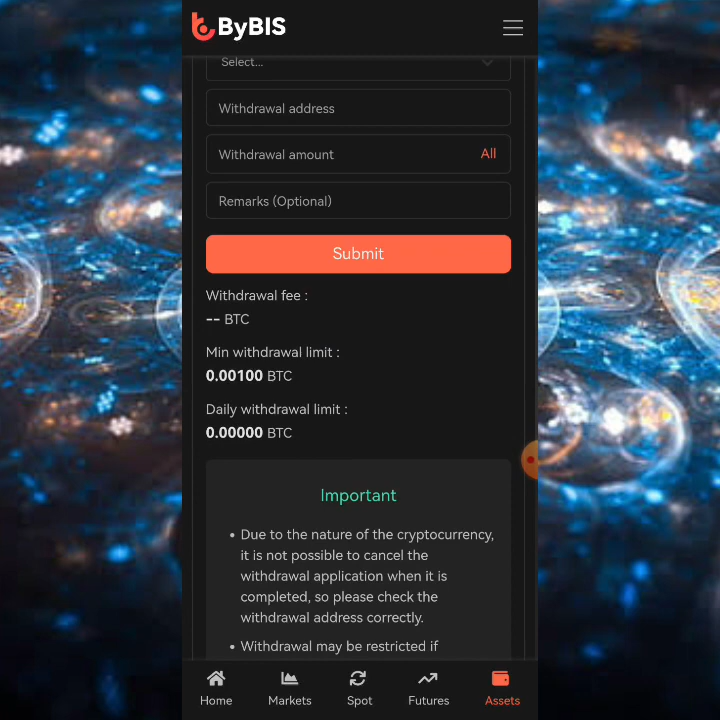 ByBIS
Select...
Withdrawal address
Withdrawal amount All
Remarks (Optional)
Submit
Withdrawal fee :
-- BTC
Min withdrawal limit :
0.00100 BTC
Daily withdrawal limit :
0.00000 BTC
Important
• Due to the nature of the cryptocurrency,
it is not possible to cancel the
withdrawal application when it is
completed, so please check the
withdrawal address correctly.
• Withdrawal may be restricted if
Home Markets Spot Futures Assets